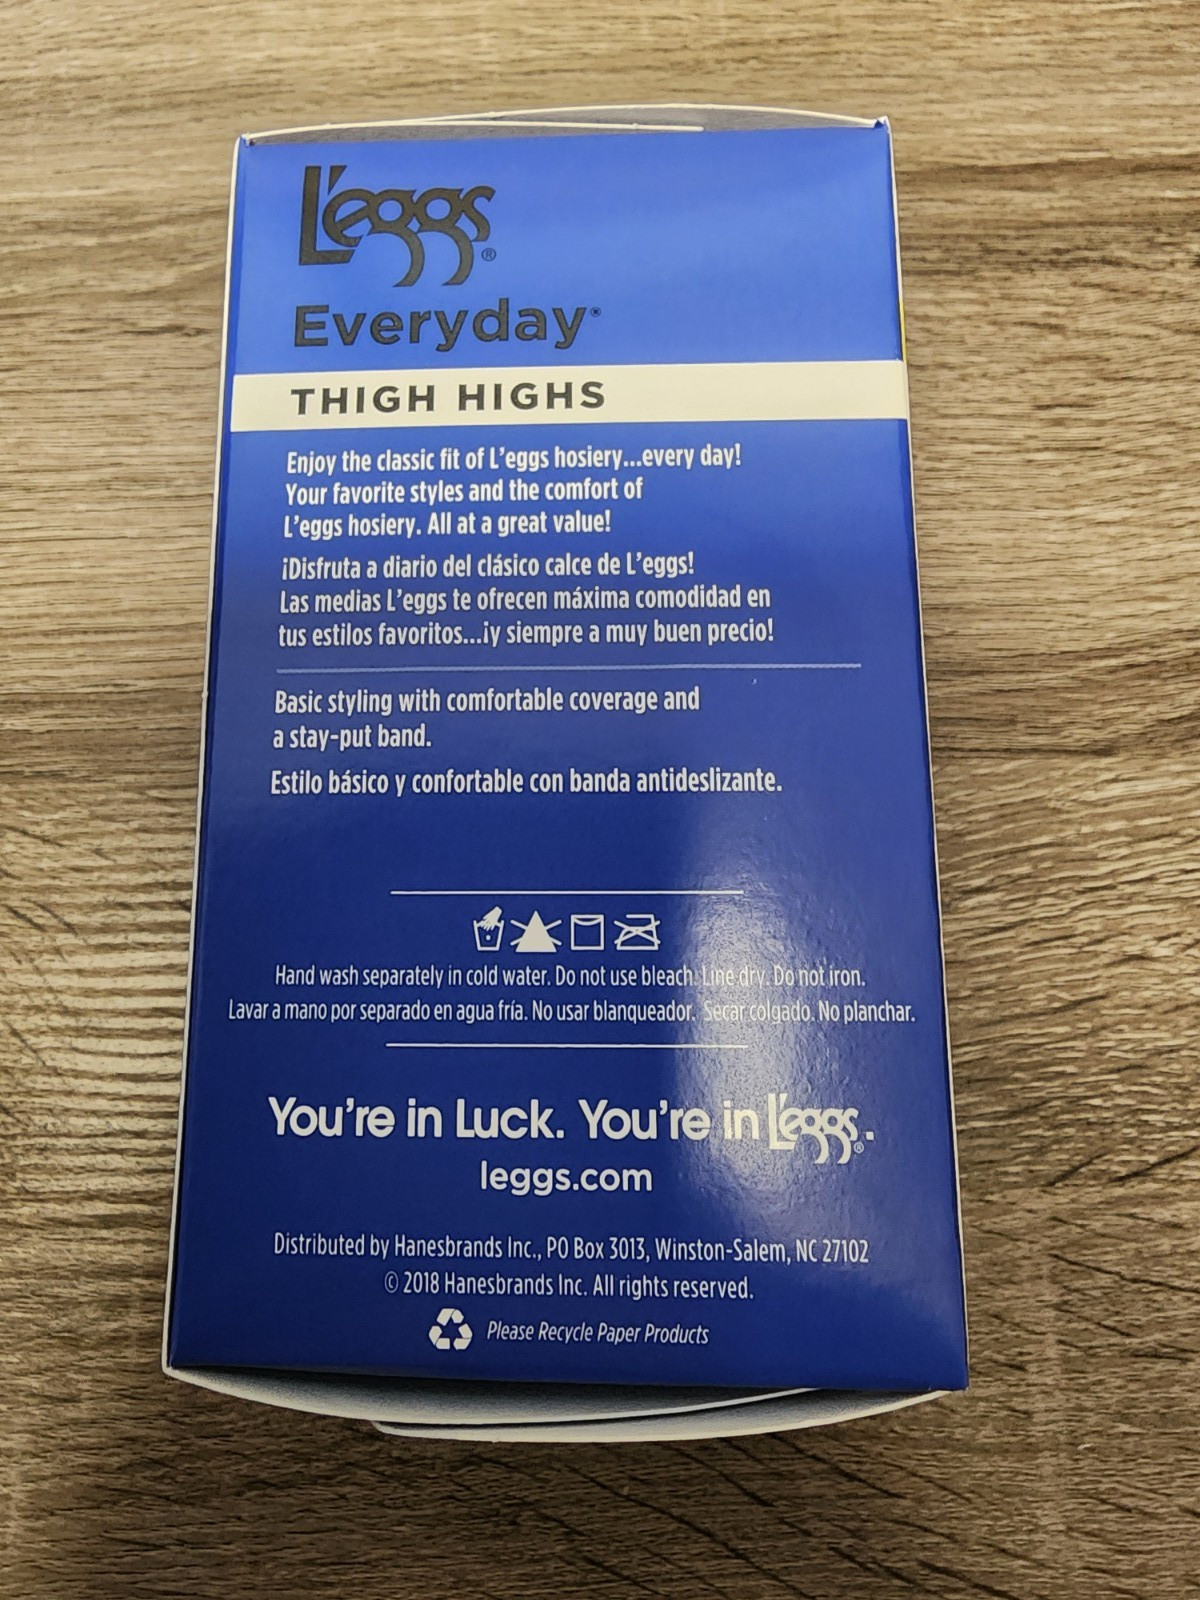 L'eggs®
Everyday®
THIGH HIGHS
Enjoy the classic fit of L'eggs hosiery...every day!
Your favorite styles and the comfort of
L'eggs hosiery. All at a great value!
¡Disfruta a diario del clásico calce de L'eggs!
Las medias L'eggs te ofrecen máxima comodidad en
tus estilos favoritos...¡y siempre a muy buen precio!
Basic styling with comfortable coverage and
a stay-put band.
Estilo básico y confortable con banda antideslizante.
Hand wash separately in cold water. Do not use bleach. Line dry. Do not iron.
Lavar a mano por separado en agua fría. No usar blanqueador. Secar colgado. No planchar.
You're in Luck. You're in L'eggs®.
leggs.com
Distributed by Hanesbrands Inc., PO Box 3013, Winston-Salem, NC 27102
© 2018 Hanesbrands Inc. All rights reserved.
Please Recycle Paper Products